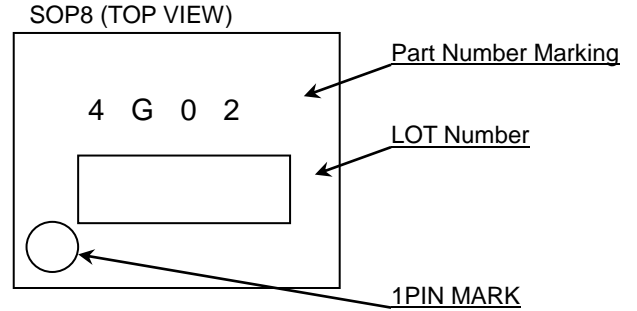 SOP8 (TOP VIEW)
Part Number Marking
4 G 0 2
LOT Number
1PIN MARK